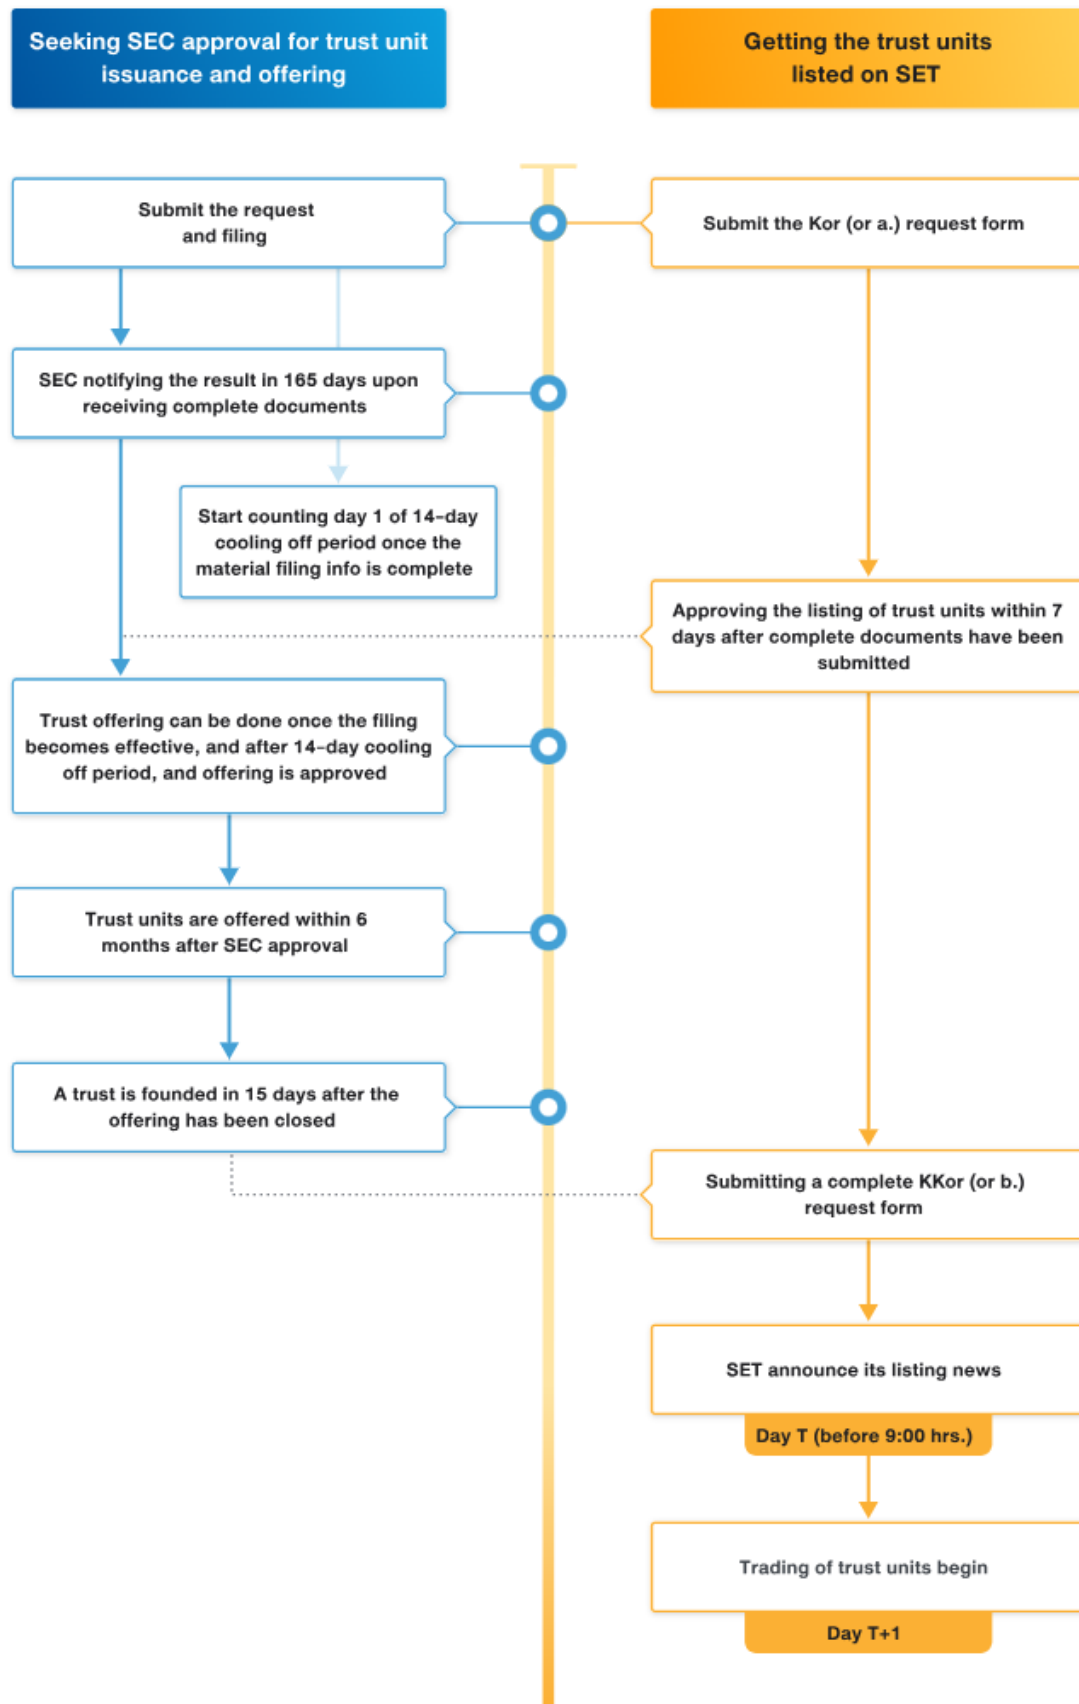 Seeking SEC approval for trust unit
issuance and offering
Getting the trust units
listed on SET
Submit the request
and filing
Submit the Kor (or a.) request form
SEC notifying the result in 165 days upon
receiving complete documents
Start counting day 1 of 14-day
cooling off period once the
material filing info is complete
Approving the listing of trust units within 7
days after complete documents have been
submitted
Trust offering can be done once the filing
becomes effective, and after 14-day cooling
off period, and offering is approved
Trust units are offered within 6
months after SEC approval
A trust is founded in 15 days after the
offering has been closed
Submitting a complete KKor (or b.)
request form
SET announce its listing news
Day T (before 9:00 hrs.)
Trading of trust units begin
Day T+1